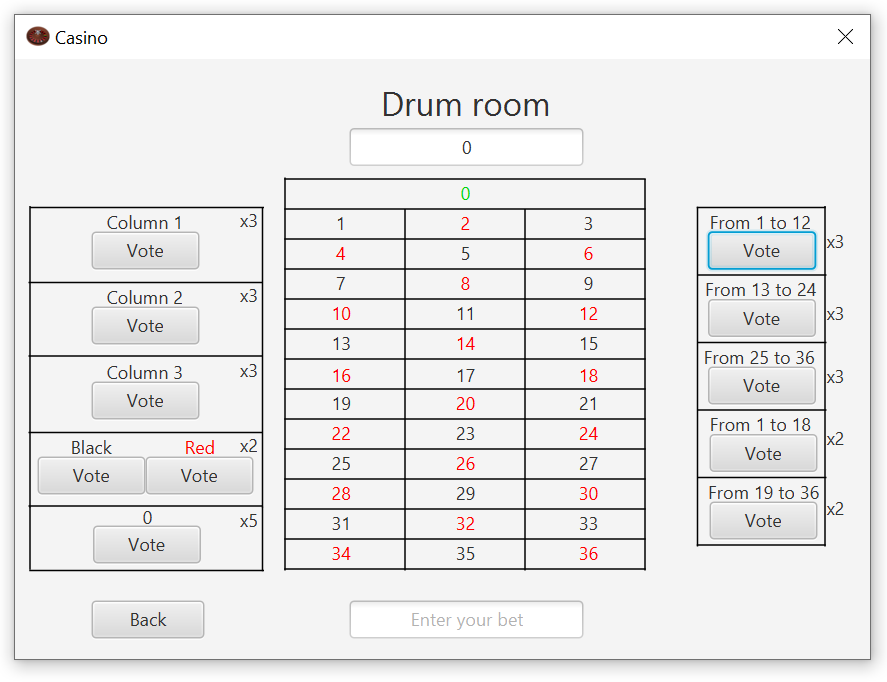 Casino
Drum room
0
0
1 2 3
4 5 6
7 8 9
10 11 12
13 14 15
16 17 18
19 20 21
22 23 24
25 26 27
28 29 30
31 32 33
34 35 36
Column 1 x3
Vote
Column 2 x3
Vote
Column 3 x3
Vote
Black Red x2
Vote Vote
0 x5
Vote
From 1 to 12
Vote x3
From 13 to 24
Vote x3
From 25 to 36
Vote x3
From 1 to 18
Vote x2
From 19 to 36
Vote x2
Back
Enter your bet